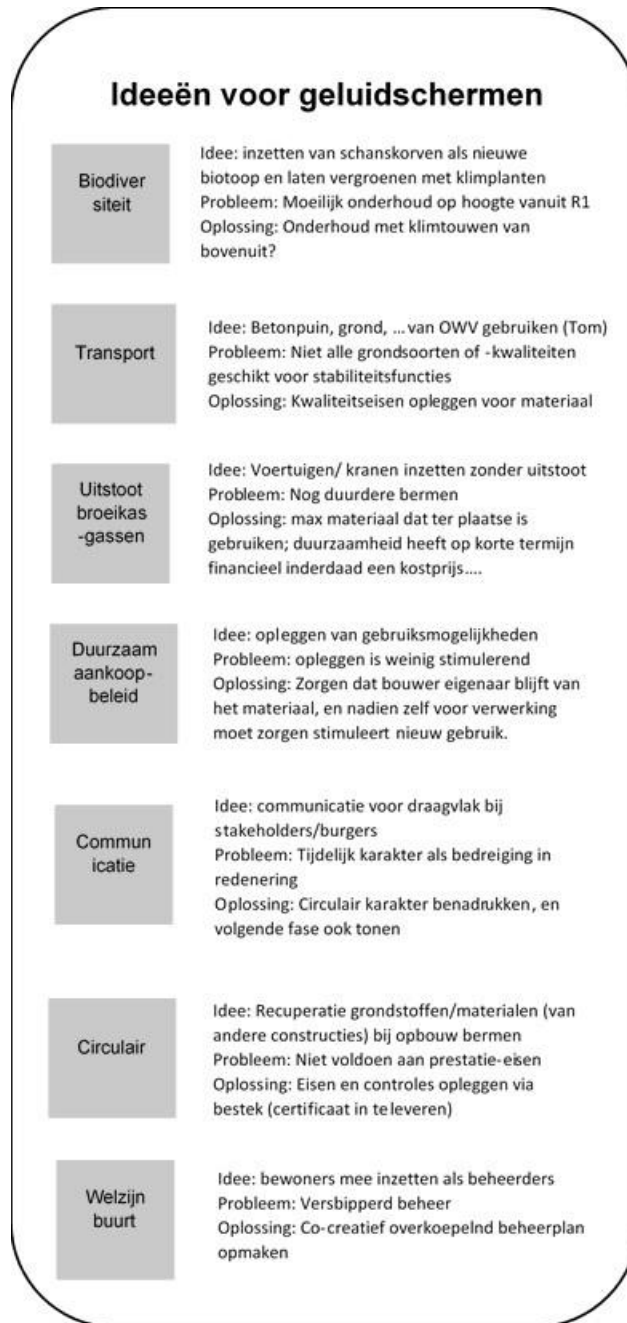 Ideeën voor geluidschermen
Biodiver
siteit
Idee: inzetten van schanskorven als nieuwe
biotoop en laten vergroenen met klimplanten
Probleem: Moeilijk onderhoud op hoogte vanuit R1
Oplossing: Onderhoud met klimtouwen van
bovenuit?
Transport
Idee: Betonpuin, grond, ... van OWV gebruiken (Tom)
Probleem: Niet alle grondsoorten of -kwaliteiten
geschikt voor stabiliteitsfuncties
Oplossing: Kwaliteitseisen opleggen voor materiaal
Uitstoot
broeikas
-gassen
Idee: Voertuigen/ kranen inzetten zonder uitstoot
Probleem: Nog duurdere bermen
Oplossing: max materiaal dat ter plaatse is
gebruiken; duurzaamheid heeft op korte termijn
financieel inderdaad een kostprijs....
Duurzaam
aankoop-
beleid
Idee: opleggen van gebruiksmogelijkheden
Probleem: opleggen is weinig stimulerend
Oplossing: Zorgen dat bouwer eigenaar blijft van
het materiaal, en nadien zelf voor verwerking
moet zorgen stimuleert nieuw gebruik.
Commun
icatie
Idee: communicatie voor draagvlak bij
stakeholders/burgers
Probleem: Tijdelijk karakter als bedreiging in
redenering
Oplossing: Circulair karakter benadrukken, en
volgende fase ook tonen
Circulair
Idee: Recuperatie grondstoffen/materialen (van
andere constructies) bij opbouw bermen
Probleem: Niet voldoen aan prestatie-eisen
Oplossing: Eisen en controles opleggen via
bestek (certificaat in te leveren)
Welzijn
buurt
Idee: bewoners mee inzetten als beheerders
Probleem: Versbipperd beheer
Oplossing: Co-creatief overkoepelnd beheerplan
opmaken